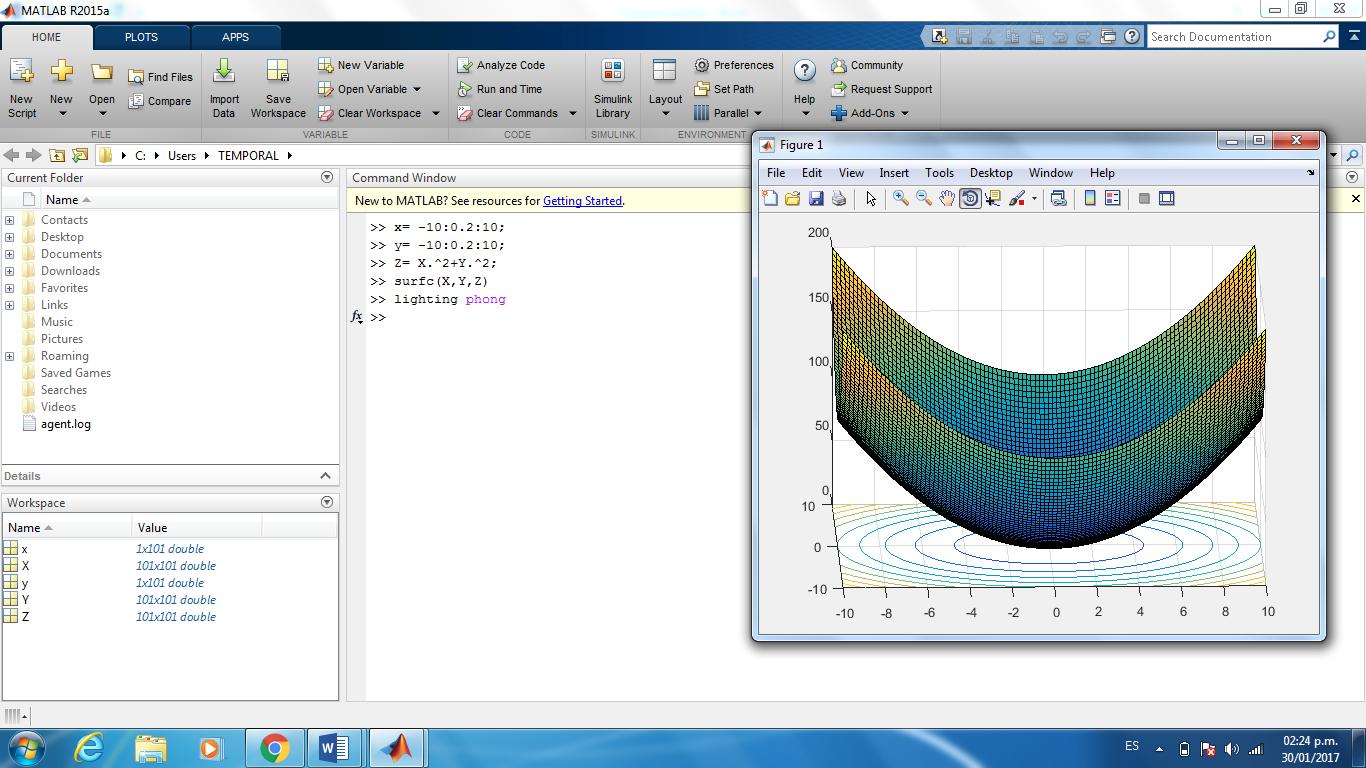 MATLAB R2015a
HOME PLOTS APPS
Search Documentation
New Script
New
Open
Find Files
Compare
Import Data
Save Workspace
New Variable
Open Variable
Clear Workspace
Analyze Code
Run and Time
Clear Commands
Simulink Library
Layout
Preferences
Set Path
Parallel
Help
Community
Request Support
Add-Ons
FILE VARIABLE CODE SIMULINK ENVIRONMENT
C: Users TEMPORAL
Current Folder
Name
Contacts
Desktop
Documents
Downloads
Favorites
Links
Music
Pictures
Roaming
Saved Games
Searches
Videos
agent.log
Details
Workspace
Name Value
x 1x101 double
X 101x101 double
y 1x101 double
Y 101x101 double
Z 101x101 double
Command Window
New to MATLAB? See resources for Getting Started.
>> x= -10:0.2:10;
>> y= -10:0.2:10;
>> Z= X.^2+Y.^2;
>> surfc(X,Y,Z)
>> lighting phong
fx >>
Figure 1
File Edit View Insert Tools Desktop Window Help
200
150
100
50
0
10
0
-10
-10 -8 -6 -4 -2 0 2 4 6 8 10
ES
02:24 p.m.
30/01/2017